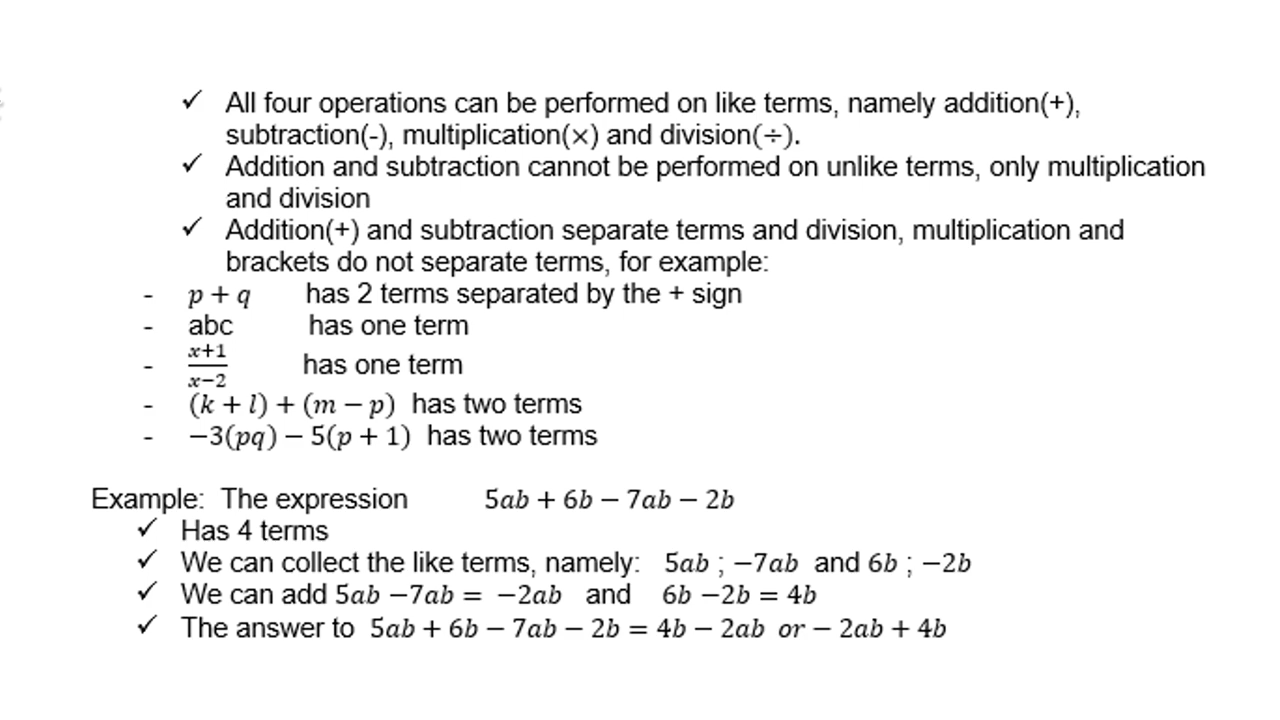 ✓ All four operations can be performed on like terms, namely addition(+),
subtraction(-), multiplication(×) and division(÷).
✓ Addition and subtraction cannot be performed on unlike terms, only multiplication
and division
✓ Addition(+) and subtraction separate terms and division, multiplication and
brackets do not separate terms, for example:
- p + q has 2 terms separated by the + sign
- abc has one term
- (x+1)/(x−2) has one term
- (k + l) + (m − p) has two terms
- −3(pq) − 5(p + 1) has two terms
Example: The expression 5ab + 6b − 7ab − 2b
✓ Has 4 terms
✓ We can collect the like terms, namely: 5ab ; −7ab and 6b ; −2b
✓ We can add 5ab −7ab = −2ab and 6b −2b = 4b
✓ The answer to 5ab + 6b − 7ab − 2b = 4b − 2ab or − 2ab + 4b